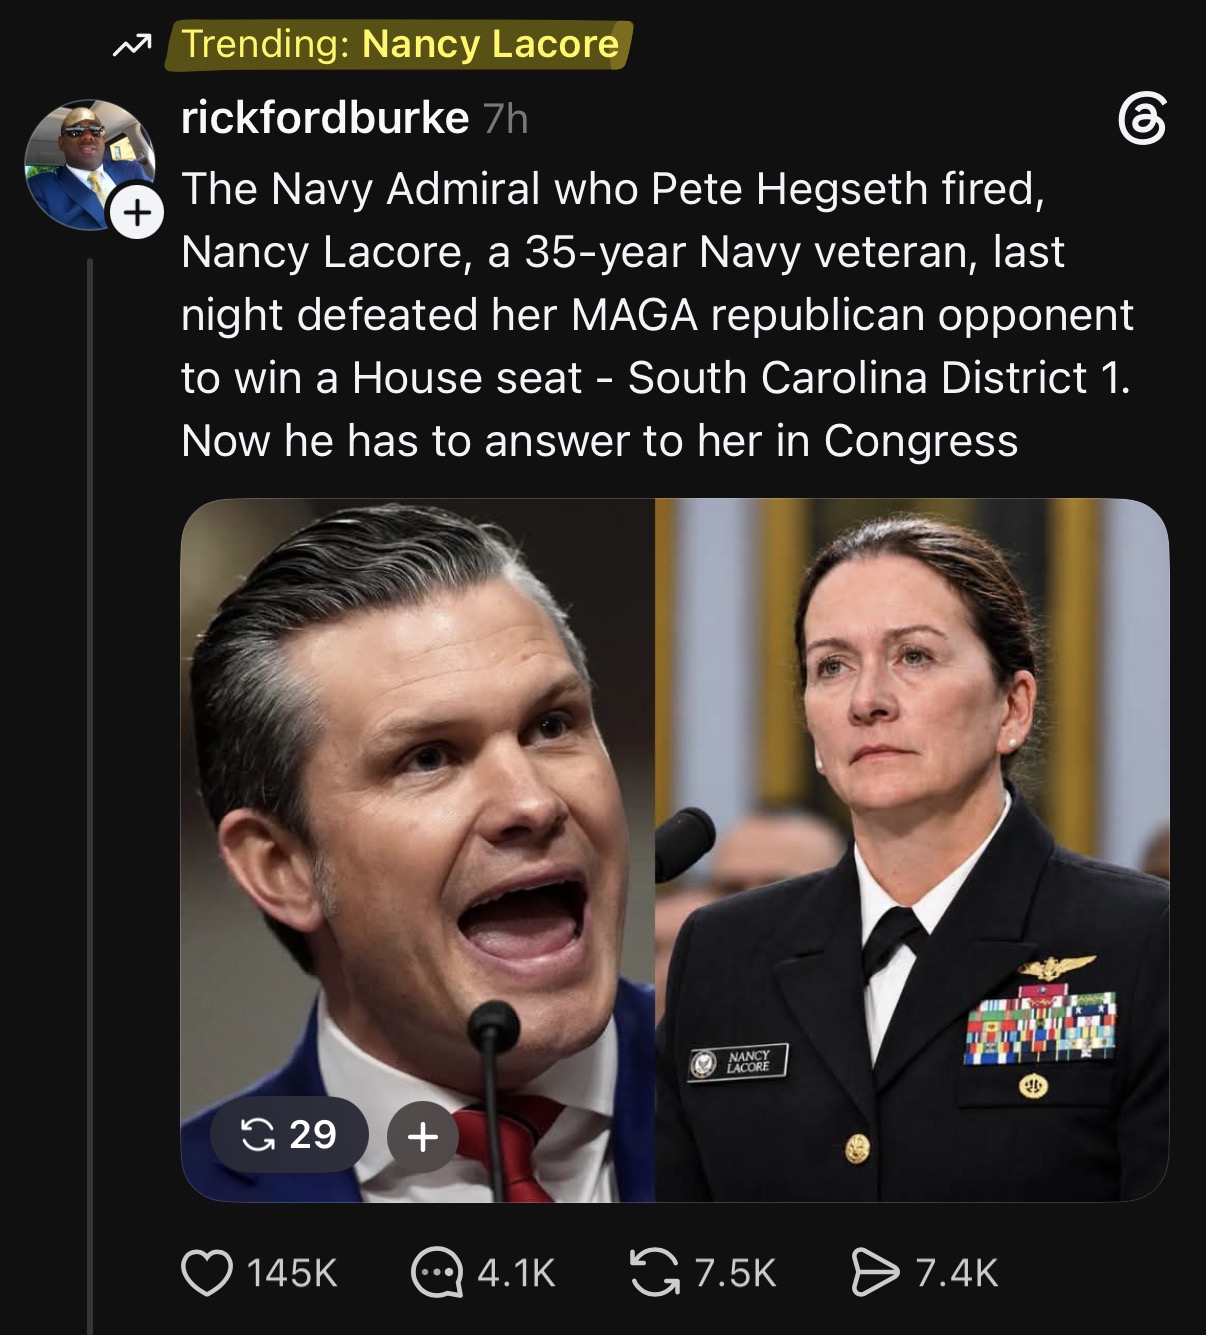 Trending: Nancy Lacore
rickfordburke 7h
The Navy Admiral who Pete Hegseth fired,
Nancy Lacore, a 35-year Navy veteran, last
night defeated her MAGA republican opponent
to win a House seat - South Carolina District 1.
Now he has to answer to her in Congress
NANCY
LACORE
29
145K 4.1K 7.5K 7.4K